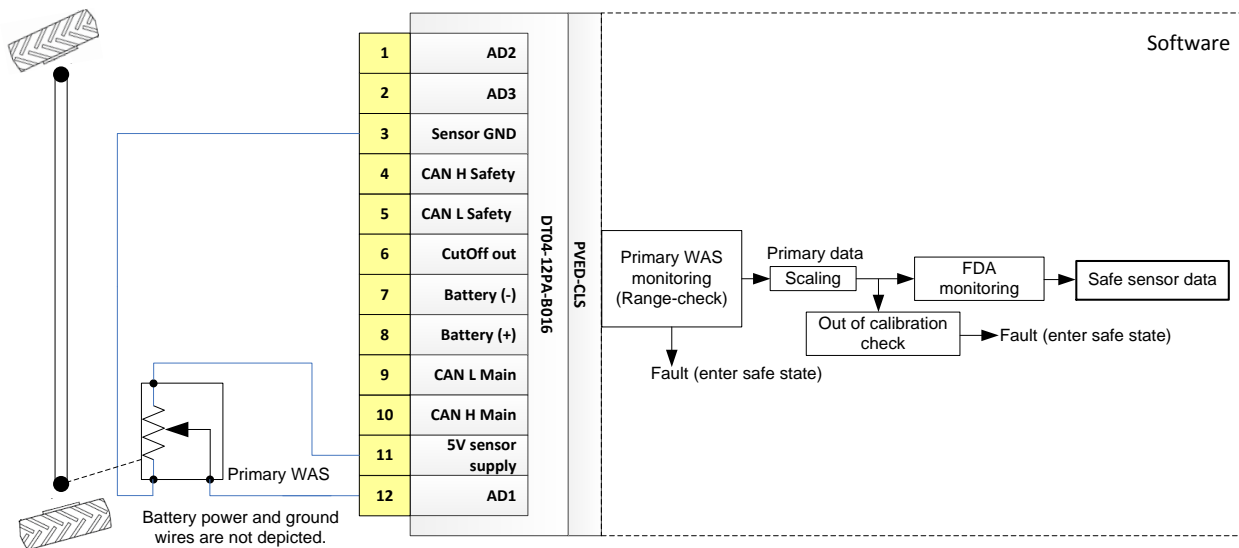 Software
1 AD2
2 AD3
3 Sensor GND
4 CAN H Safety
5 CAN L Safety
6 CutOff out
7 Battery (-)
8 Battery (+)
9 CAN L Main
10 CAN H Main
11 5V sensor
supply
12 AD1
DT04-12PA-B016
PVED-CLS
Primary WAS
Battery power and ground
wires are not depicted.
Primary WAS
monitoring
(Range-check)
Fault (enter safe state)
Primary data
Scaling
FDA
monitoring
Safe sensor data
Out of calibration
check
Fault (enter safe state)